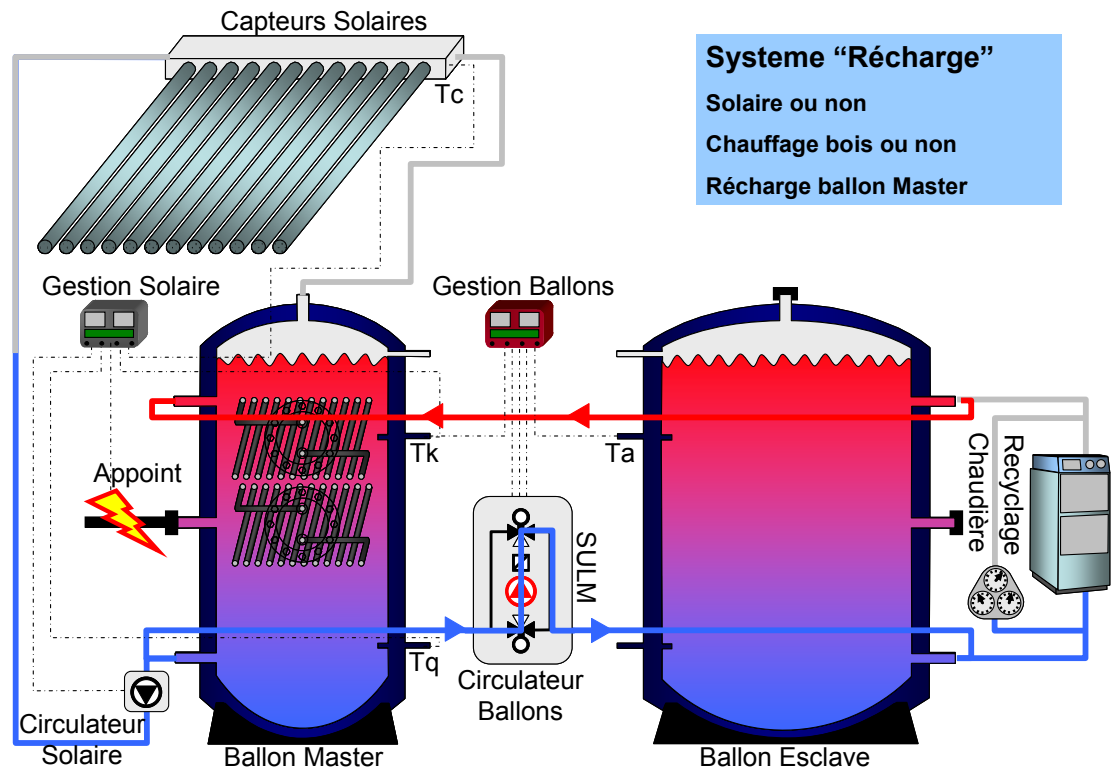 Capteurs Solaires
Tc
Systeme “Récharge”
Solaire ou non
Chauffage bois ou non
Récharge ballon Master
Gestion Solaire
Gestion Ballons
Tk
Ta
Appoint
Recyclage
Chaudière
SULM
Tq
Circulateur
Ballons
Circulateur
Solaire
Ballon Master
Ballon Esclave